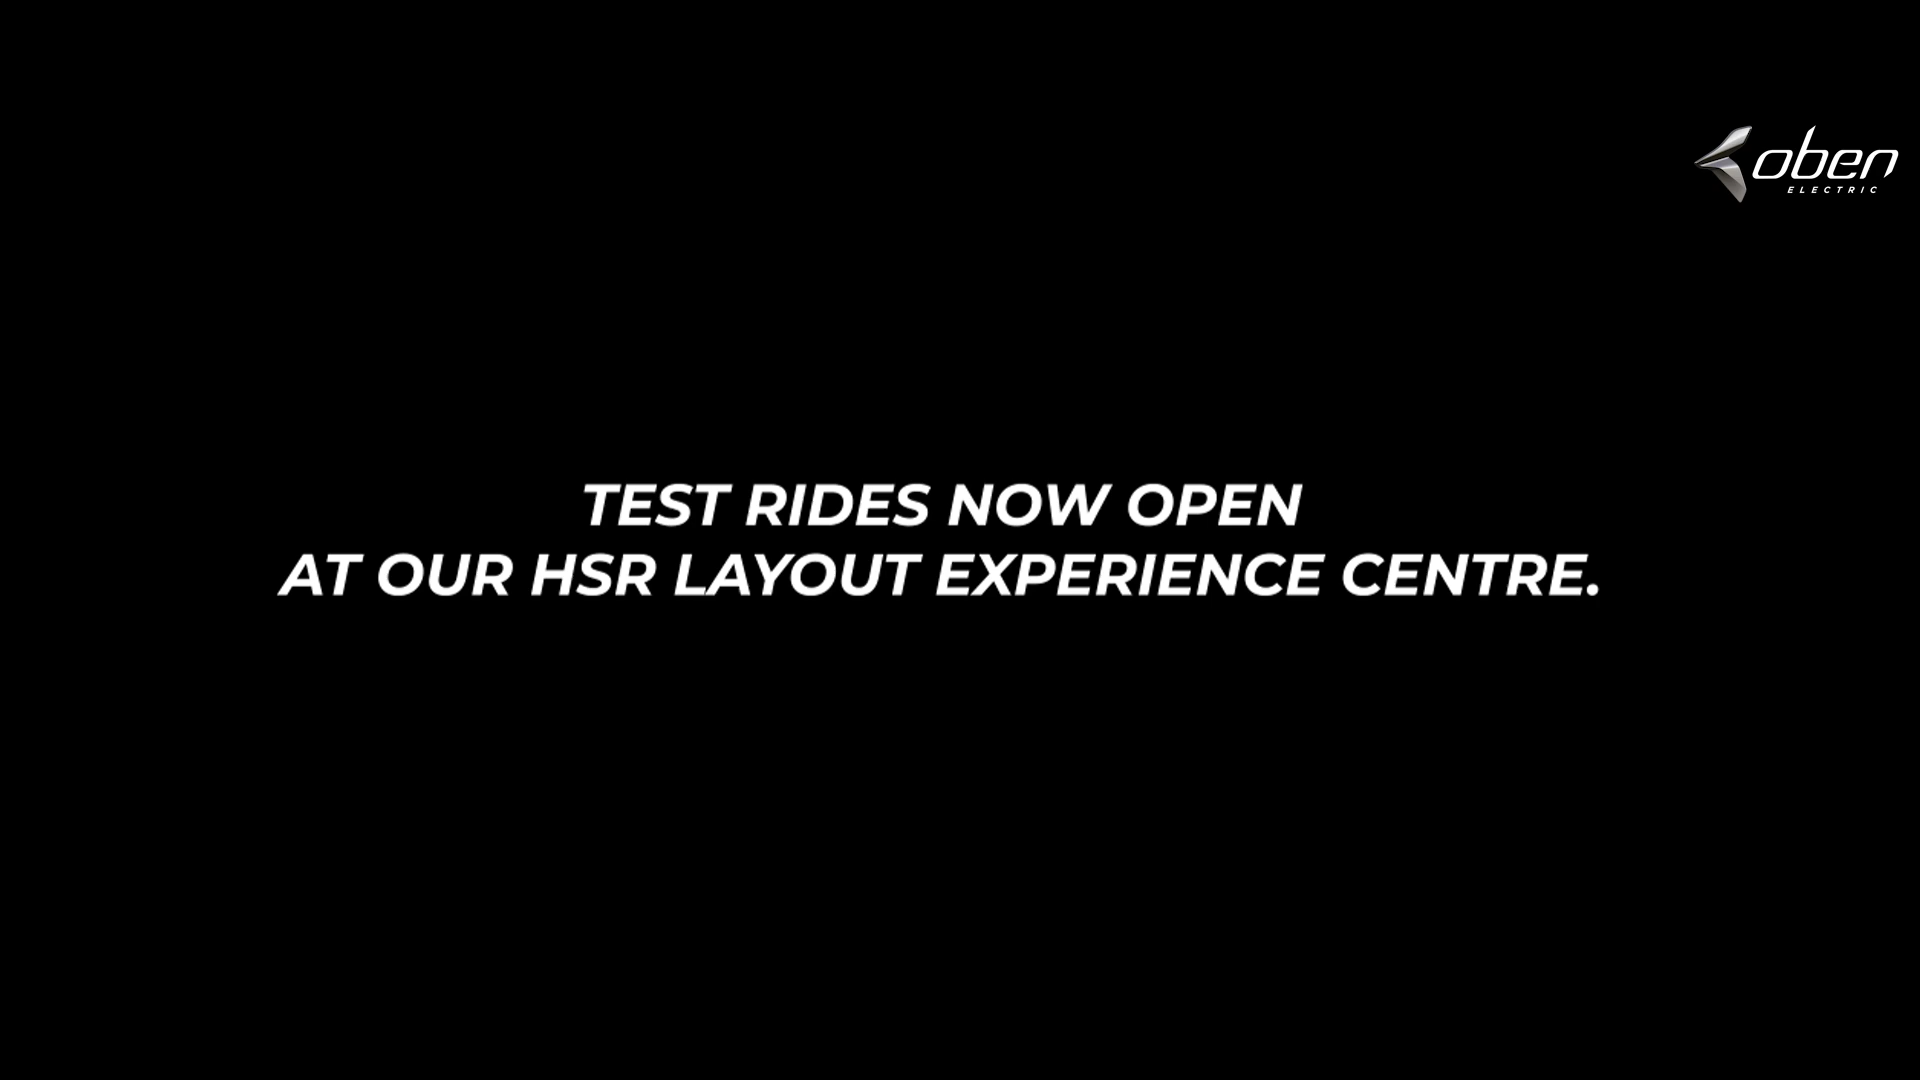 oben
ELECTRIC
TEST RIDES NOW OPEN
AT OUR HSR LAYOUT EXPERIENCE CENTRE.